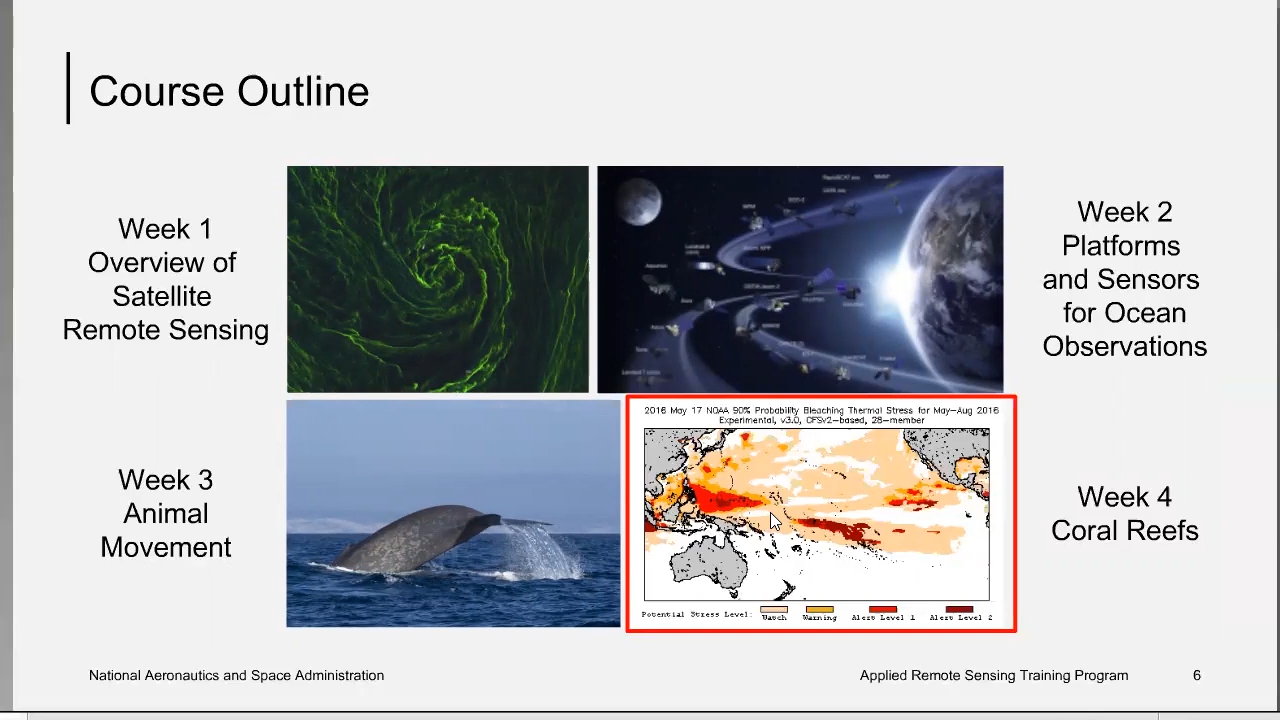 Course Outline
Week 1
Overview of
Satellite
Remote Sensing
Week 2
Platforms
and Sensors
for Ocean
Observations
Week 3
Animal
Movement
2016 May 17 NOAA 90% Probability Bleaching Thermal Stress for May-Aug 2016
Experimental, v3.0, CFSv2-based, 28-member
Potential Stress Level: Watch Warning Alert Level 1 Alert Level 2
Week 4
Coral Reefs
National Aeronautics and Space Administration
Applied Remote Sensing Training Program
6